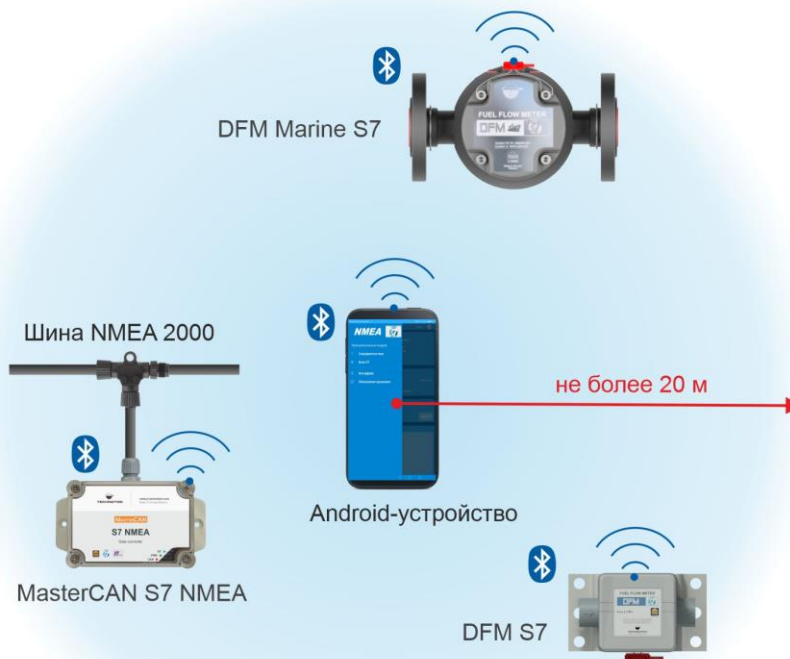 FUEL FLOW METER
DFM
DFM Marine S7
Шина NMEA 2000
NMEA
не более 20 м
Android-устройство
TECHNOTON
MasterCAN
S7 NMEA
MasterCAN S7 NMEA
FUEL FLOW METER
DFM
DFM S7